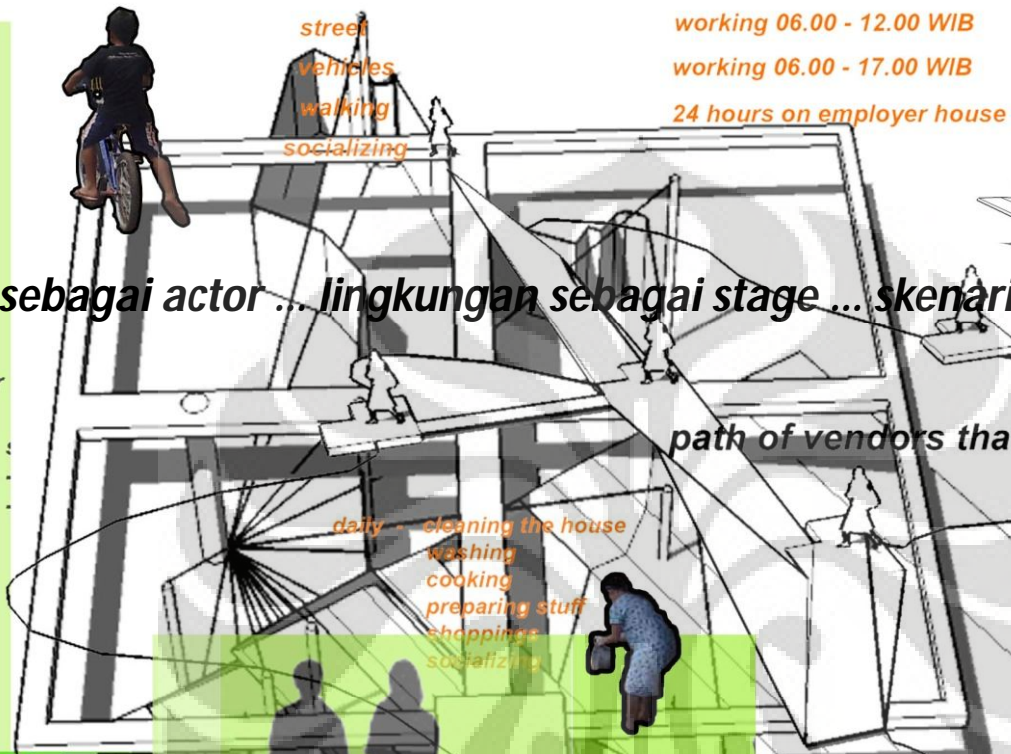 street
vehicles
walking
socializing
working 06.00 - 12.00 WIB
working 06.00 - 17.00 WIB
24 hours on employer house
sebagai actor ... lingkungan sebagai stage ... skenari
path of vendors tha
daily - cleaning the house
washing
cooking
preparing stuff
shoppings
socializing